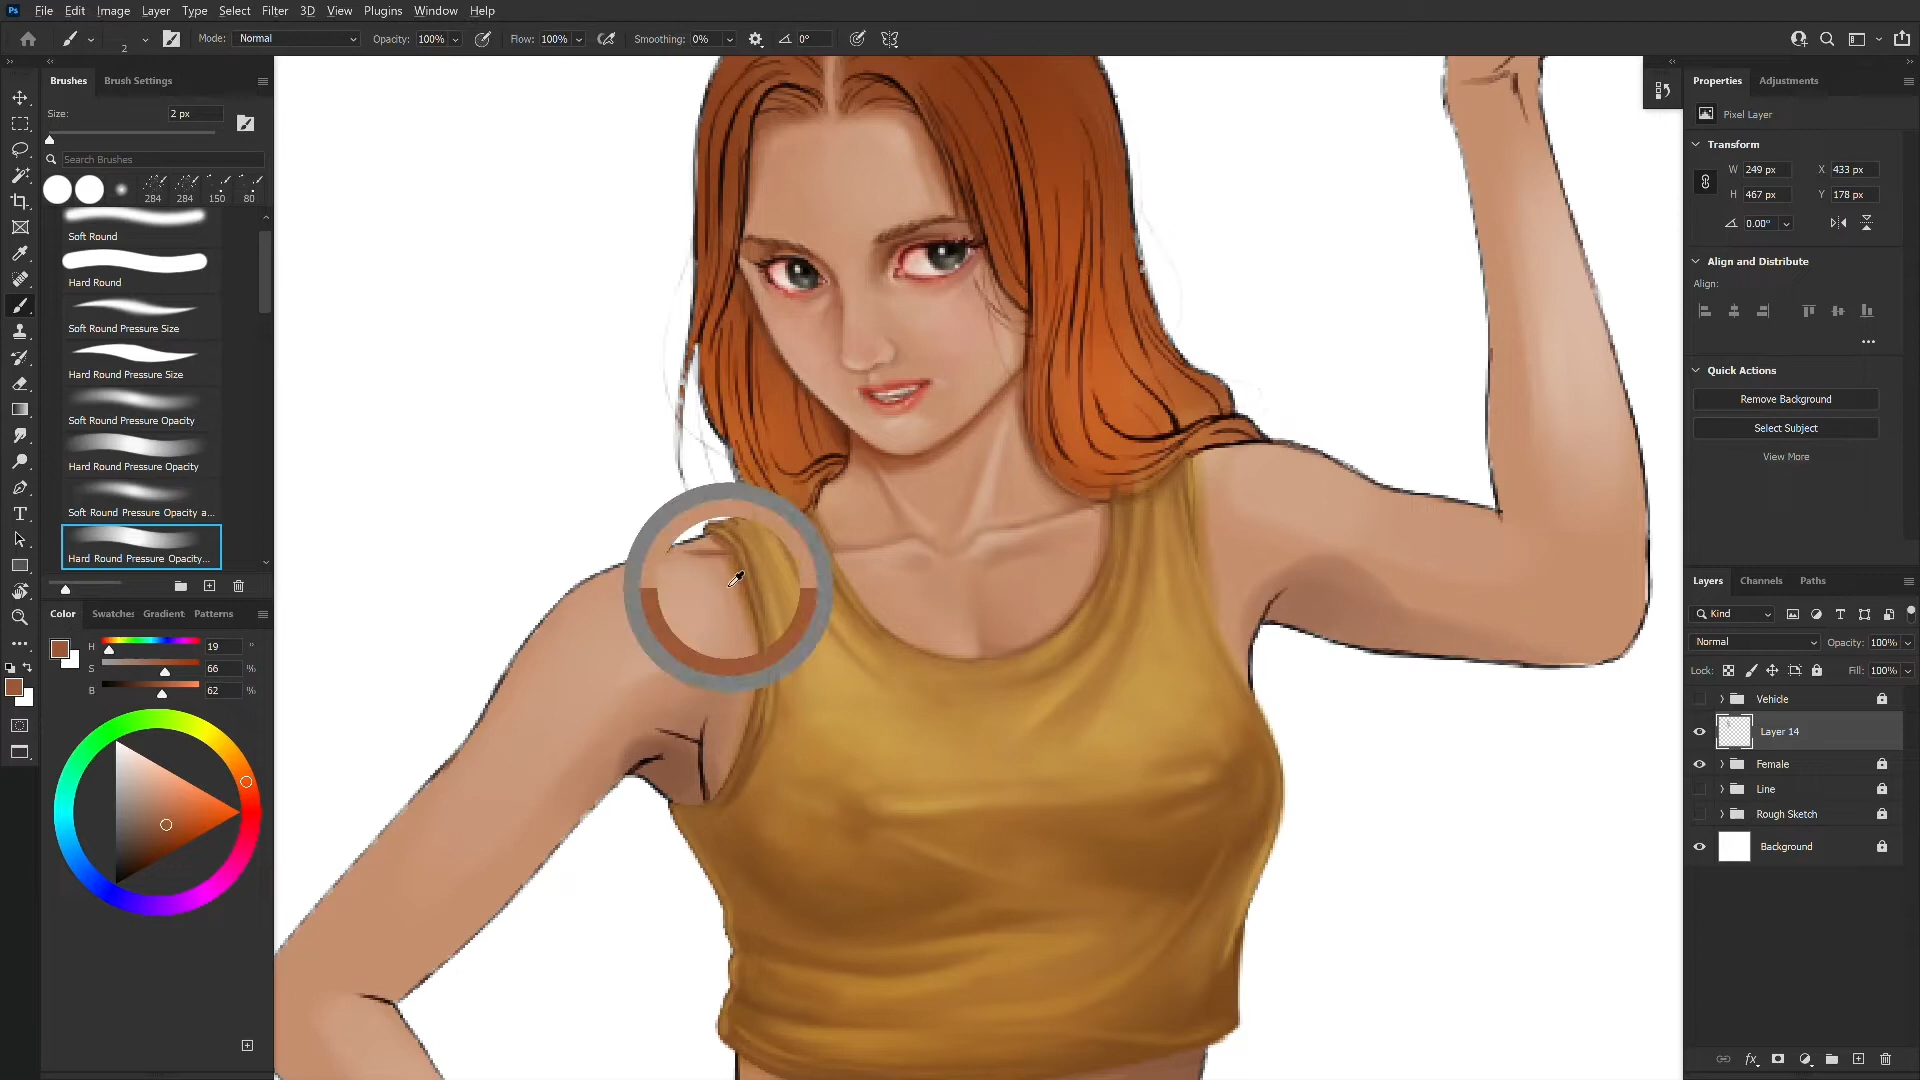 Ps File Edit Image Layer Type Select Filter 3D View Plugins Window Help
2 Mode: Normal Opacity: 100% Flow: 100% Smoothing: 0% 0°
Brushes Brush Settings
Size: 2 px
Search Brushes
284 284 150 80
Soft Round
Hard Round
Soft Round Pressure Size
Hard Round Pressure Size
Soft Round Pressure Opacity
Hard Round Pressure Opacity
Soft Round Pressure Opacity a...
Hard Round Pressure Opacity...
Color Swatches Gradient Patterns
H 19 °
S 66 %
B 62 %
Properties Adjustments
Pixel Layer
Transform
W 249 px X 433 px
H 467 px Y 178 px
0.00°
Align and Distribute
Align:
Quick Actions
Remove Background
Select Subject
View More
Layers Channels Paths
Kind
Normal Opacity: 100%
Lock: Fill: 100%
Vehicle
Layer 14
Female
Line
Rough Sketch
Background
fx